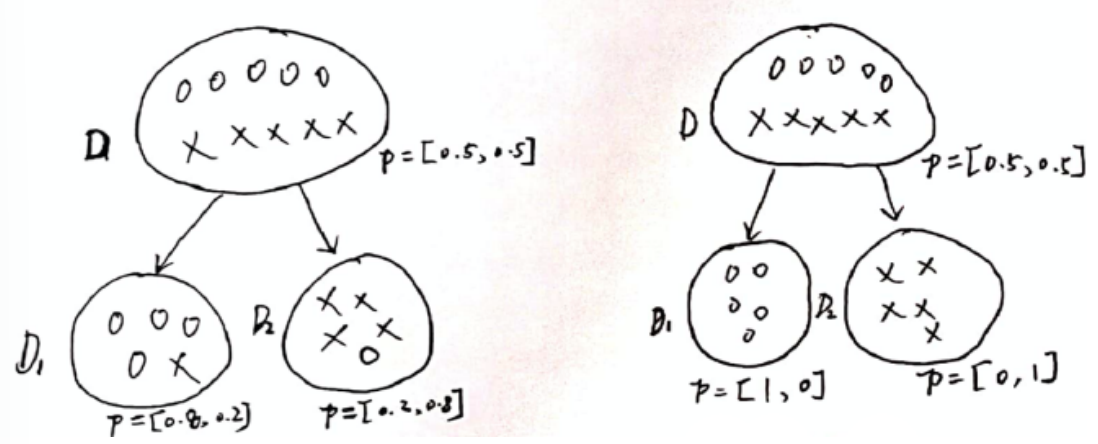 D
p=[0.5,0.5]
D₁
p=[0.8,0.2]
D₂
p=[0.2,0.8]
D
p=[0.5,0.5]
D₁
p=[1,0]
D₂
p=[0,1]